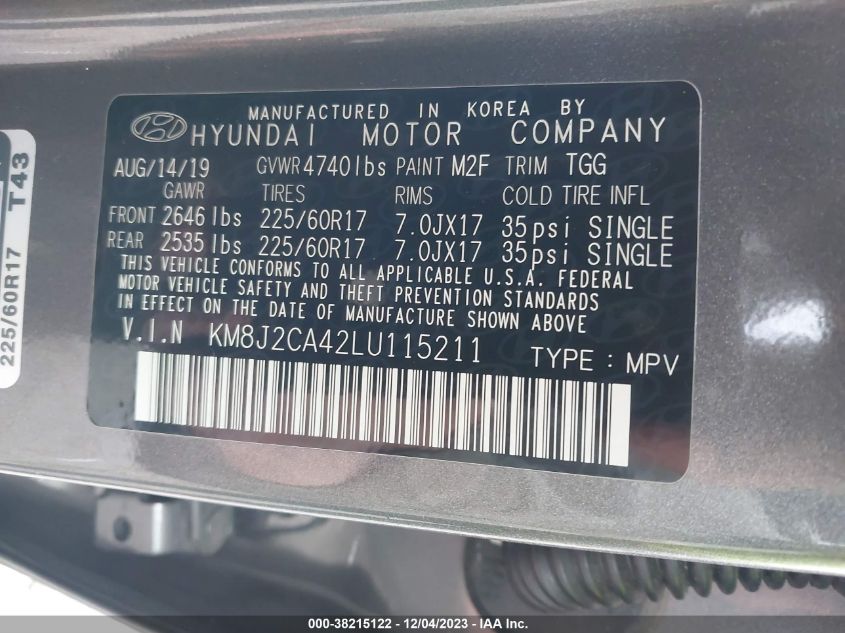 MANUFACTURED IN KOREA BY
HYUNDAI MOTOR COMPANY
AUG/14/19 GVWR 4740 lbs PAINT M2F TRIM TGG
GAWR TIRES RIMS COLD TIRE INFL
FRONT 2646 lbs 225/60R17 7.0JX17 35psi SINGLE
REAR 2535 lbs 225/60R17 7.0JX17 35psi SINGLE
THIS VEHICLE CONFORMS TO ALL APPLICABLE U.S.A. FEDERAL
MOTOR VEHICLE SAFETY AND THEFT PREVENTION STANDARDS
IN EFFECT ON THE DATE OF MANUFACTURE SHOWN ABOVE
V.I.N KM8J2CA42LU115211 TYPE : MPV
225/60R17 T43
000-38215122 - 12/04/2023 - IAA Inc.